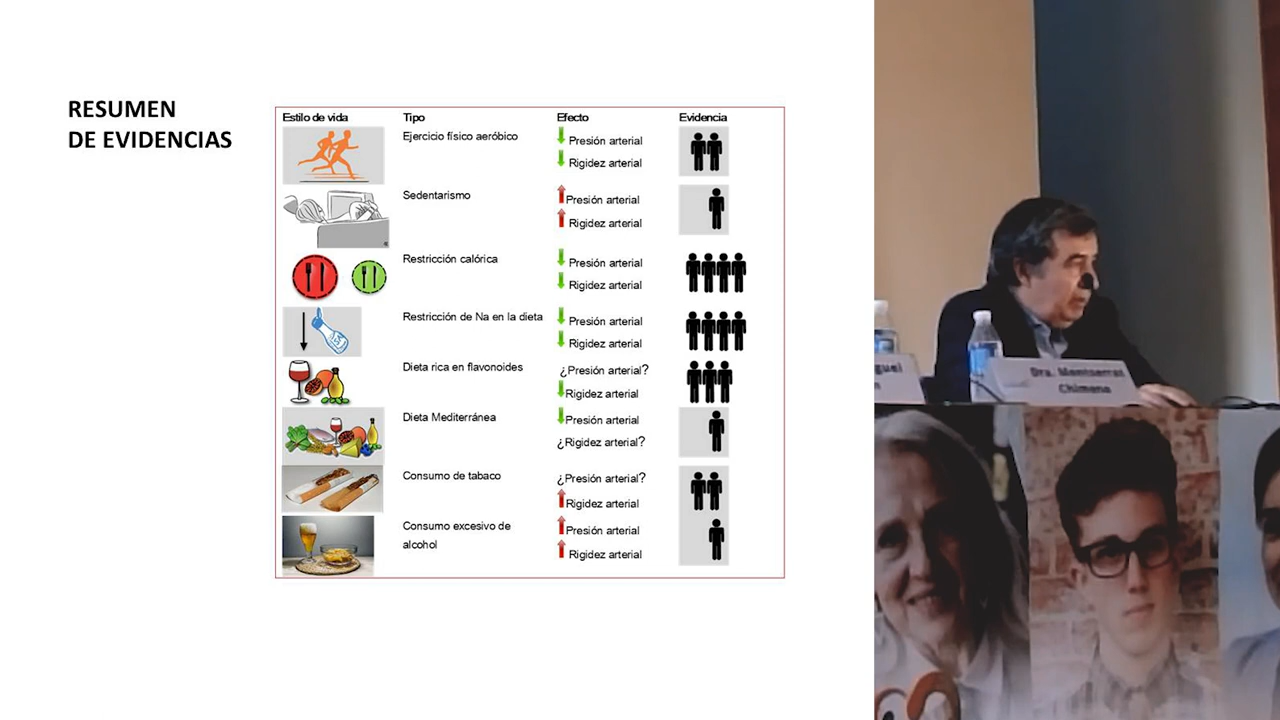 RESUMEN
DE EVIDENCIAS
Estilo de vida Tipo Efecto Evidencia
Ejercicio físico aeróbico
Presión arterial
Rigidez arterial
Sedentarismo
Presión arterial
Rigidez arterial
Restricción calórica
Presión arterial
Rigidez arterial
Restricción de Na en la dieta
Presión arterial
Rigidez arterial
Dieta rica en flavonoides
¿Presión arterial?
Rigidez arterial
Dieta Mediterránea
Presión arterial
¿Rigidez arterial?
Consumo de tabaco
¿Presión arterial?
Rigidez arterial
Consumo excesivo de
alcohol
Presión arterial
Rigidez arterial
Dra. Montserrat
Chimeno